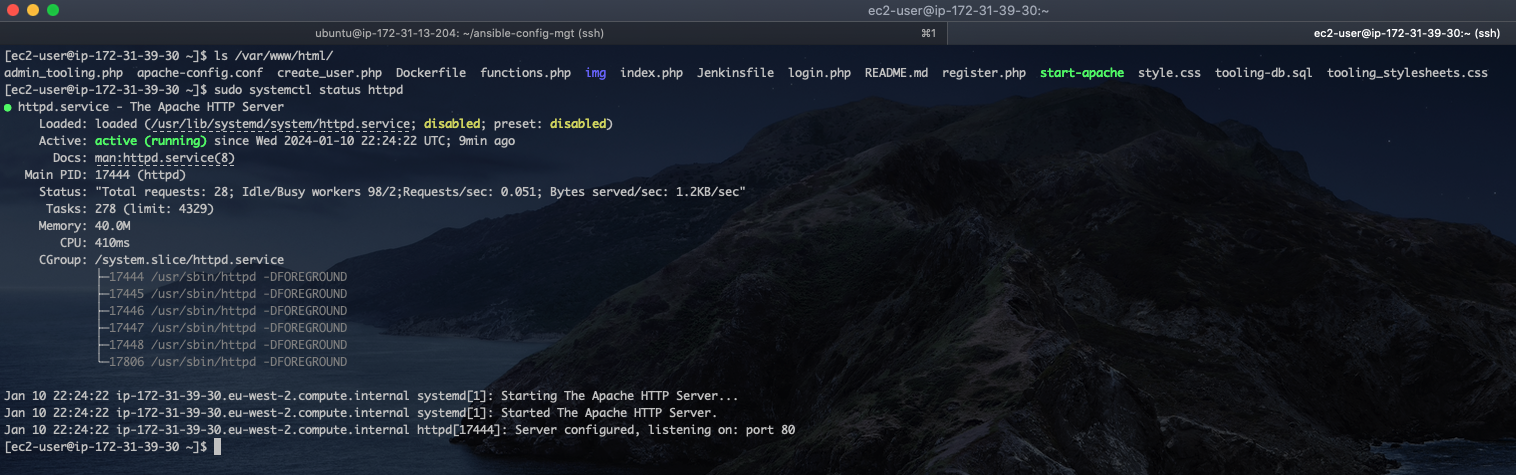 ec2-user@ip-172-31-39-30:~
ubuntu@ip-172-31-13-204: ~/ansible-config-mgt (ssh) ⌘1 ec2-user@ip-172-31-39-30:~ (ssh)
[ec2-user@ip-172-31-39-30 ~]$ ls /var/www/html/
admin_tooling.php apache-config.conf create_user.php Dockerfile functions.php img index.php Jenkinsfile login.php README.md register.php start-apache style.css tooling-db.sql tooling_stylesheets.css
[ec2-user@ip-172-31-39-30 ~]$ sudo systemctl status httpd
● httpd.service - The Apache HTTP Server
Loaded: loaded (/usr/lib/systemd/system/httpd.service; disabled; preset: disabled)
Active: active (running) since Wed 2024-01-10 22:24:22 UTC; 9min ago
Docs: man:httpd.service(8)
Main PID: 17444 (httpd)
Status: "Total requests: 28; Idle/Busy workers 98/2;Requests/sec: 0.051; Bytes served/sec: 1.2KB/sec"
Tasks: 278 (limit: 4329)
Memory: 40.0M
CPU: 410ms
CGroup: /system.slice/httpd.service
├─17444 /usr/sbin/httpd -DFOREGROUND
├─17445 /usr/sbin/httpd -DFOREGROUND
├─17446 /usr/sbin/httpd -DFOREGROUND
├─17447 /usr/sbin/httpd -DFOREGROUND
├─17448 /usr/sbin/httpd -DFOREGROUND
└─17806 /usr/sbin/httpd -DFOREGROUND
Jan 10 22:24:22 ip-172-31-39-30.eu-west-2.compute.internal systemd[1]: Starting The Apache HTTP Server...
Jan 10 22:24:22 ip-172-31-39-30.eu-west-2.compute.internal systemd[1]: Started The Apache HTTP Server.
Jan 10 22:24:22 ip-172-31-39-30.eu-west-2.compute.internal httpd[17444]: Server configured, listening on: port 80
[ec2-user@ip-172-31-39-30 ~]$